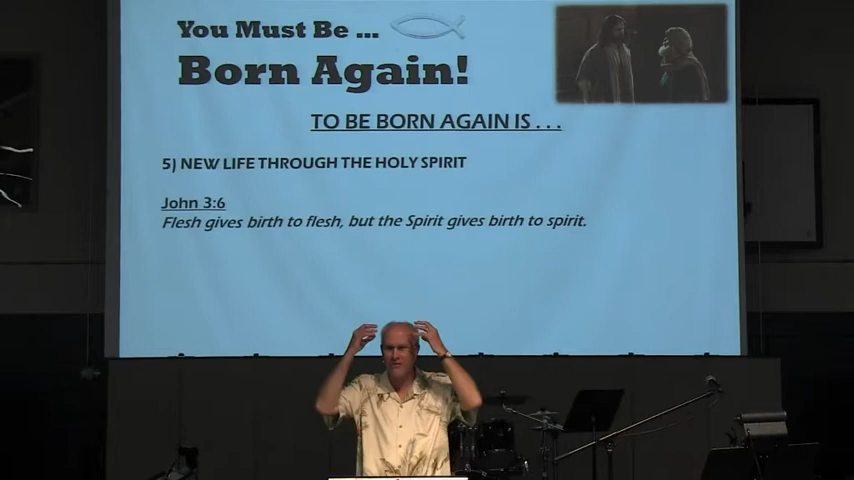 You Must Be ...
Born Again!
TO BE BORN AGAIN IS . . .
5) NEW LIFE THROUGH THE HOLY SPIRIT
John 3:6
Flesh gives birth to flesh, but the Spirit gives birth to spirit.